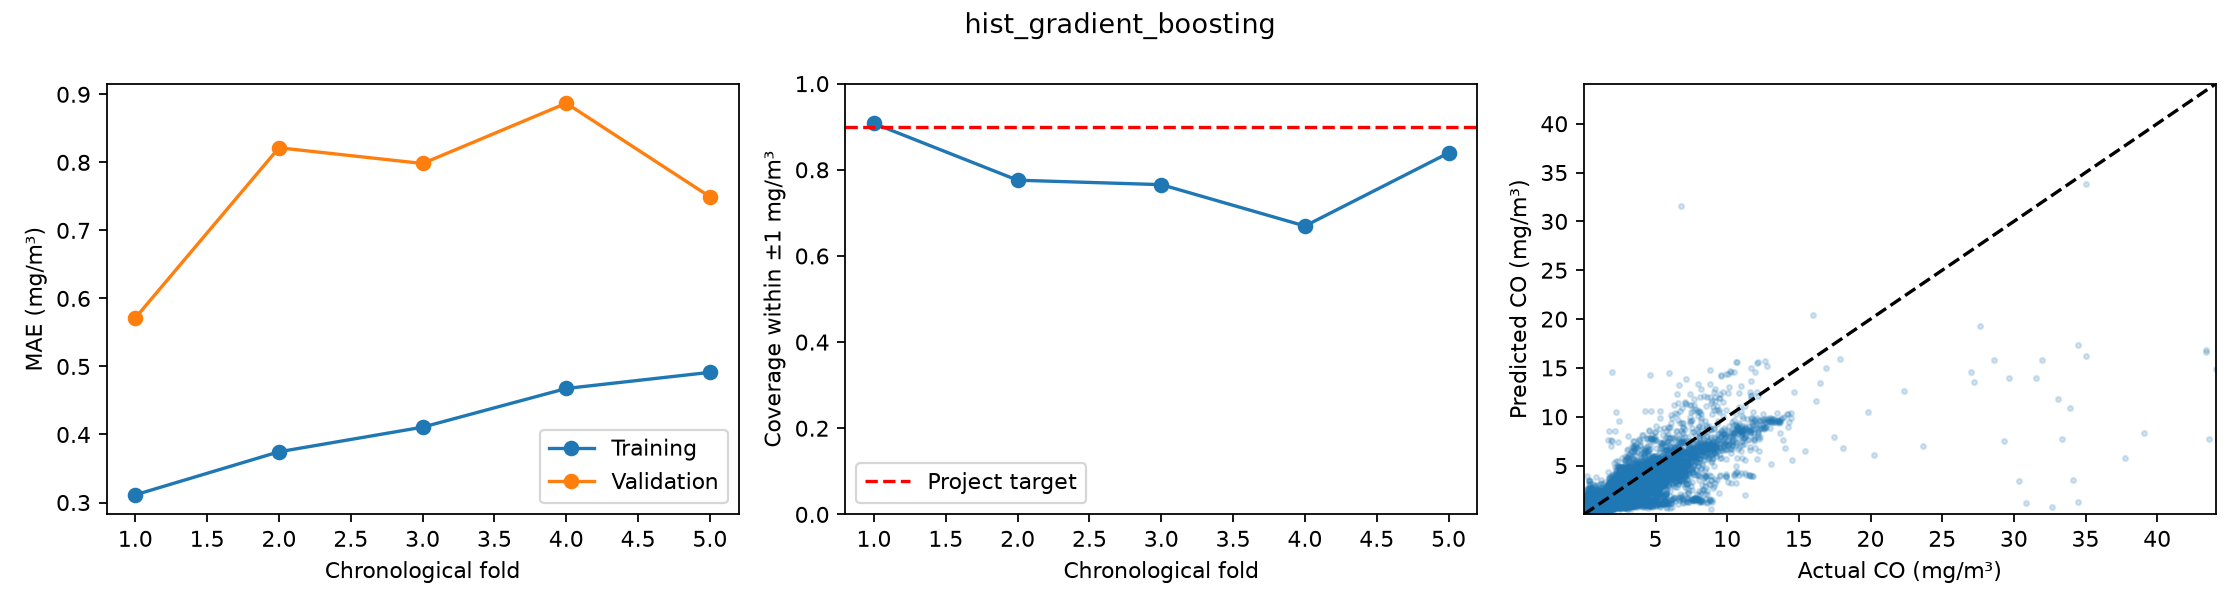 hist_gradient_boosting
MAE (mg/m³)
0.9
0.8
0.7
0.6
0.5
0.4
0.3
Training
Validation
1.0 1.5 2.0 2.5 3.0 3.5 4.0 4.5 5.0
Chronological fold
Coverage within ±1 mg/m³
1.0
0.8
0.6
0.4
0.2
0.0
Project target
1.0 1.5 2.0 2.5 3.0 3.5 4.0 4.5 5.0
Chronological fold
Predicted CO (mg/m³)
40
35
30
25
20
15
10
5
5 10 15 20 25 30 35 40
Actual CO (mg/m³)